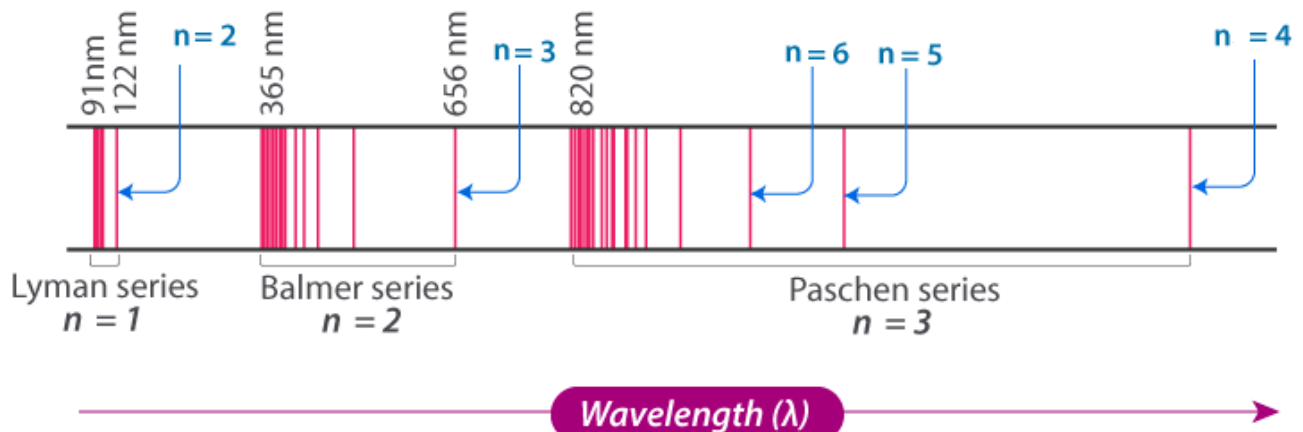 91nm
122 nm
n = 2
365 nm
656 nm
n = 3
820 nm
n = 6
n = 5
n = 4
Lyman series
n = 1
Balmer series
n = 2
Paschen series
n = 3
Wavelength (λ)